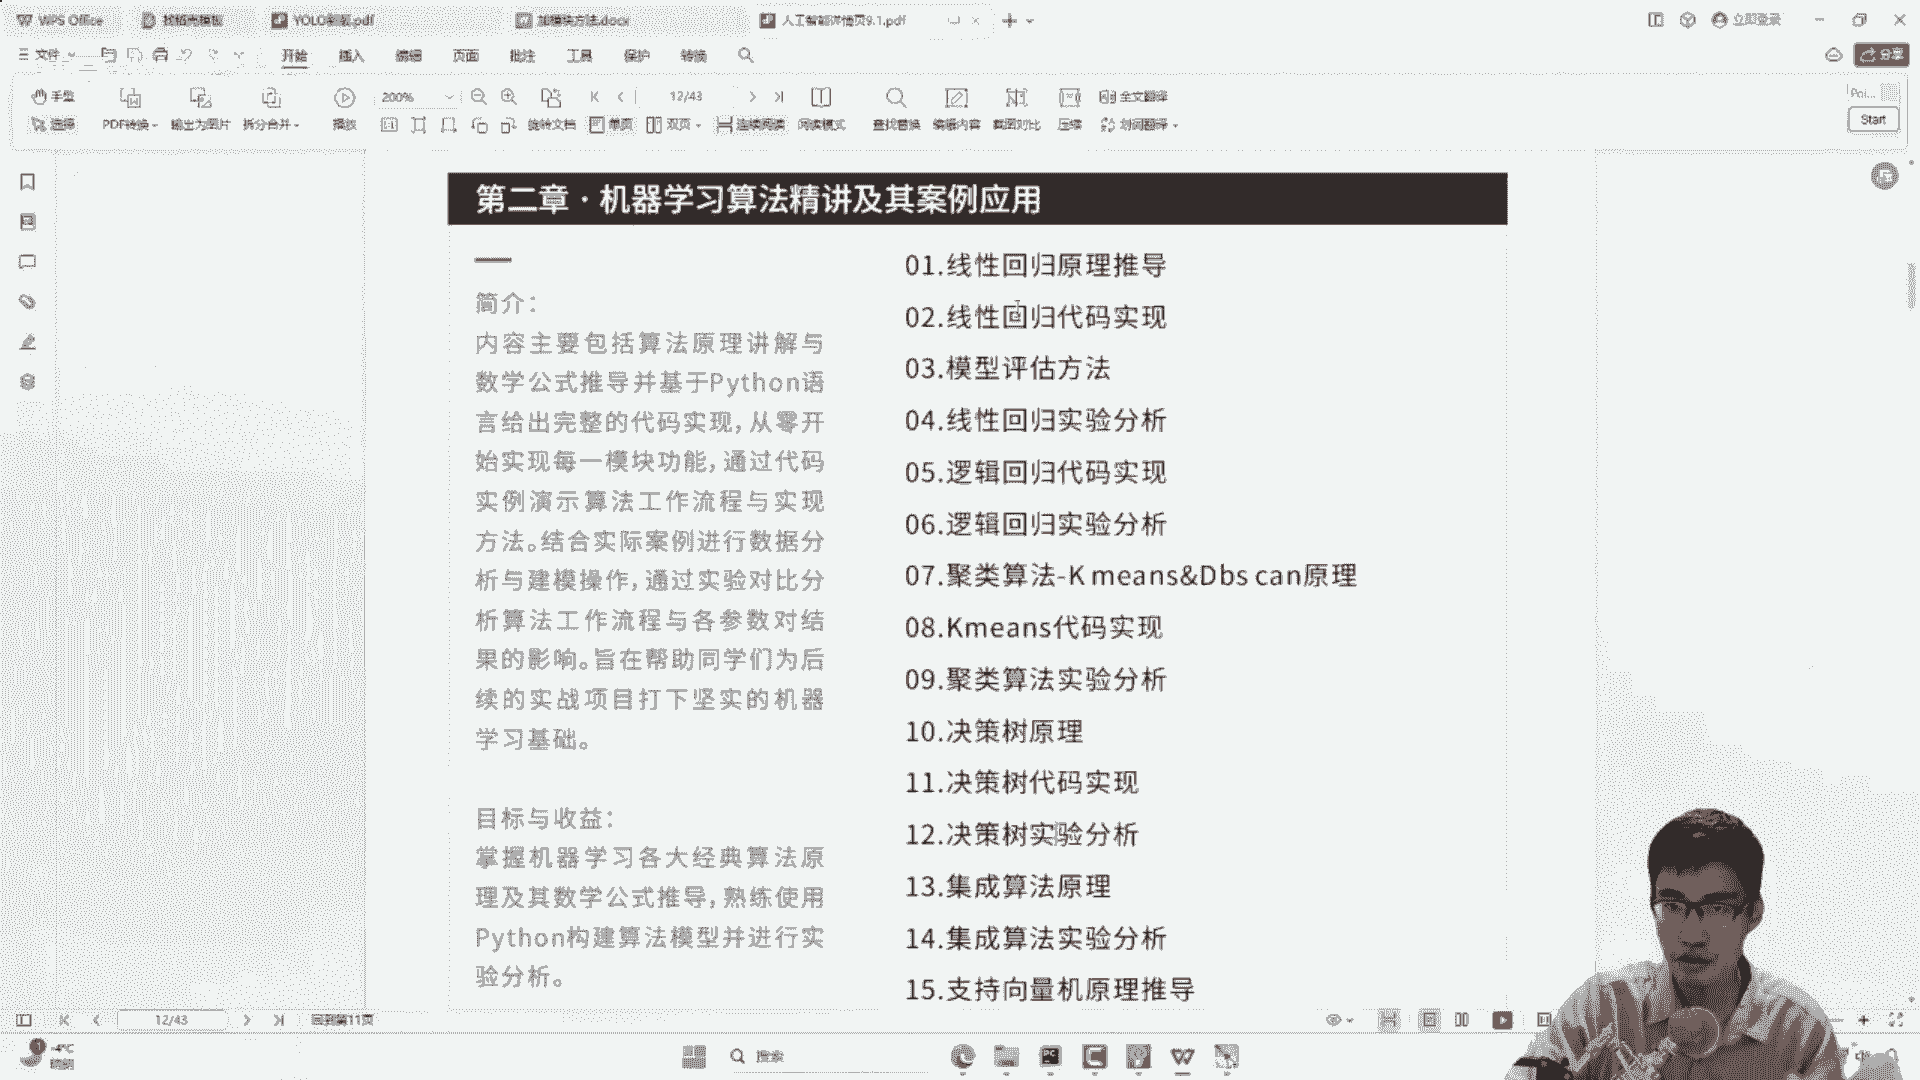 WPS Office
YOLO
加模块方法.docx
人工智能详情页9.1.pdf
立即登录
文件
开始
插入
编辑
页面
批注
工具
保护
转换
分享
手型
200%
12/43
全文翻译
选择
PDF转换
输出为图片
拆分合并
播放
旋转文档
单页
双页
连续阅读
阅读模式
查找替换
编辑内容
截图对比
压缩
划词翻译
Start
第二章·机器学习算法精讲及其案例应用
简介：
内容主要包括算法原理讲解与
数学公式推导并基于Python语
言给出完整的代码实现，从零开
始实现每一模块功能，通过代码
实例演示算法工作流程与实现
方法。结合实际案例进行数据分
析与建模操作，通过实验对比分
析算法工作流程与各参数对结
果的影响。旨在帮助同学们为后
续的实战项目打下坚实的机器
学习基础。
目标与收益：
掌握机器学习各大经典算法原
理及其数学公式推导，熟练使用
Python构建算法模型并进行实
验分析。
01.线性回归原理推导
02.线性回归代码实现
03.模型评估方法
04.线性回归实验分析
05.逻辑回归代码实现
06.逻辑回归实验分析
07.聚类算法-K means&Dbs can原理
08.Kmeans代码实现
09.聚类算法实验分析
10.决策树原理
11.决策树代码实现
12.决策树实验分析
13.集成算法原理
14.集成算法实验分析
15.支持向量机原理推导
12/43
回到第11页
-4°C
搜索